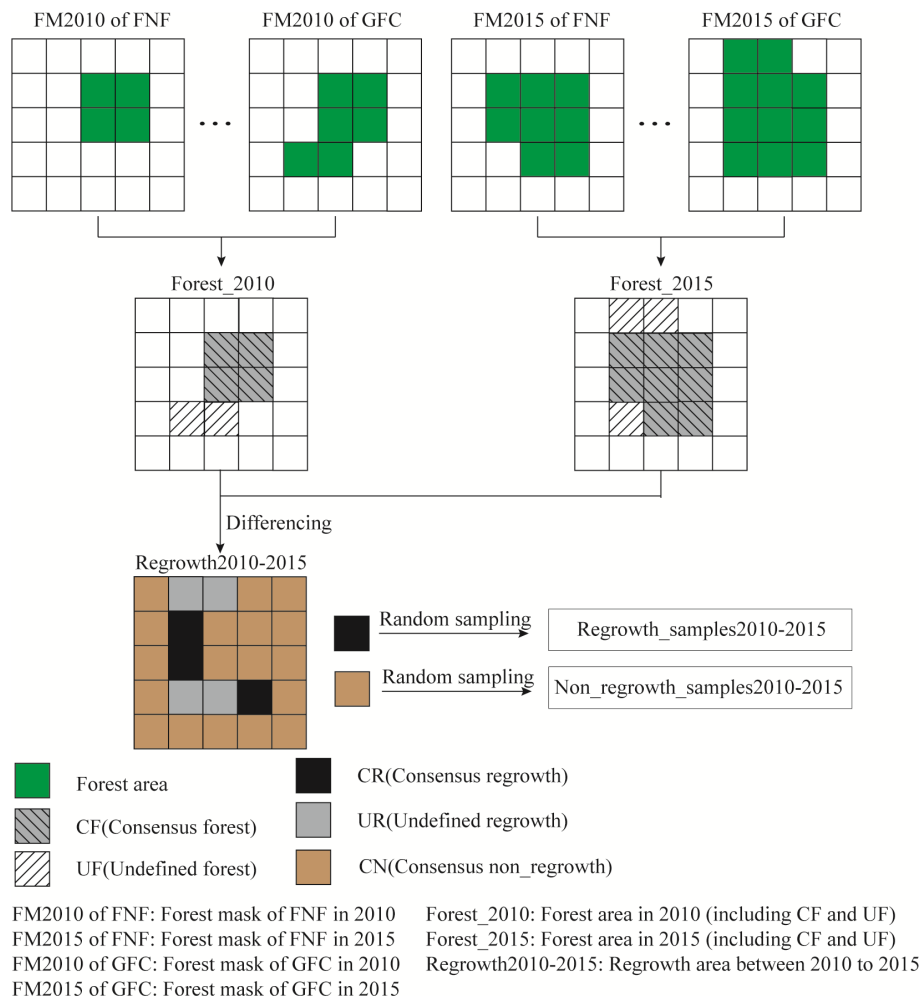 FM2010 of FNF
FM2010 of GFC
FM2015 of FNF
FM2015 of GFC
...
...
Forest_2010
Forest_2015
Differencing
Regrowth2010-2015
Random sampling
Regrowth_samples2010-2015
Random sampling
Non_regrowth_samples2010-2015
Forest area
CF(Consensus forest)
UF(Undefined forest)
CR(Consensus regrowth)
UR(Undefined regrowth)
CN(Consensus non_regrowth)
FM2010 of FNF: Forest mask of FNF in 2010
FM2015 of FNF: Forest mask of FNF in 2015
FM2010 of GFC: Forest mask of GFC in 2010
FM2015 of GFC: Forest mask of GFC in 2015
Forest_2010: Forest area in 2010 (including CF and UF)
Forest_2015: Forest area in 2015 (including CF and UF)
Regrowth2010-2015: Regrowth area between 2010 to 2015